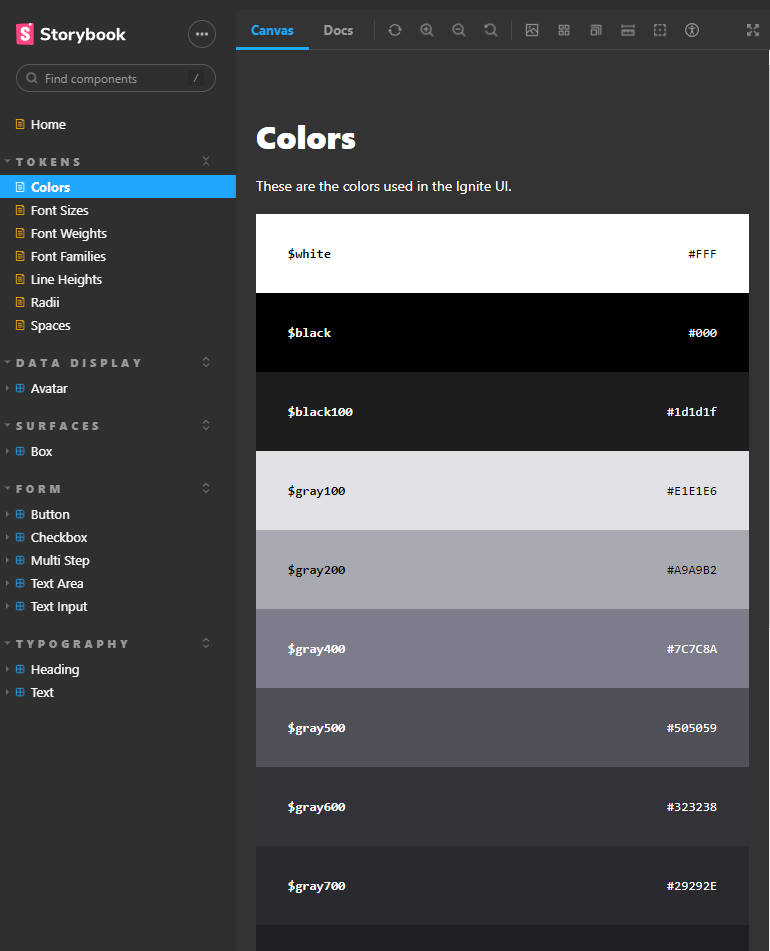 Storybook
Find components
/
Home
TOKENS
Colors
Font Sizes
Font Weights
Font Families
Line Heights
Radii
Spaces
DATA DISPLAY
Avatar
SURFACES
Box
FORM
Button
Checkbox
Multi Step
Text Area
Text Input
TYPOGRAPHY
Heading
Text
Canvas Docs
Colors
These are the colors used in the Ignite UI.
$white #FFF
$black #000
$black100 #1d1d1f
$gray100 #E1E1E6
$gray200 #A9A9B2
$gray400 #7C7C8A
$gray500 #505059
$gray600 #323238
$gray700 #29292E